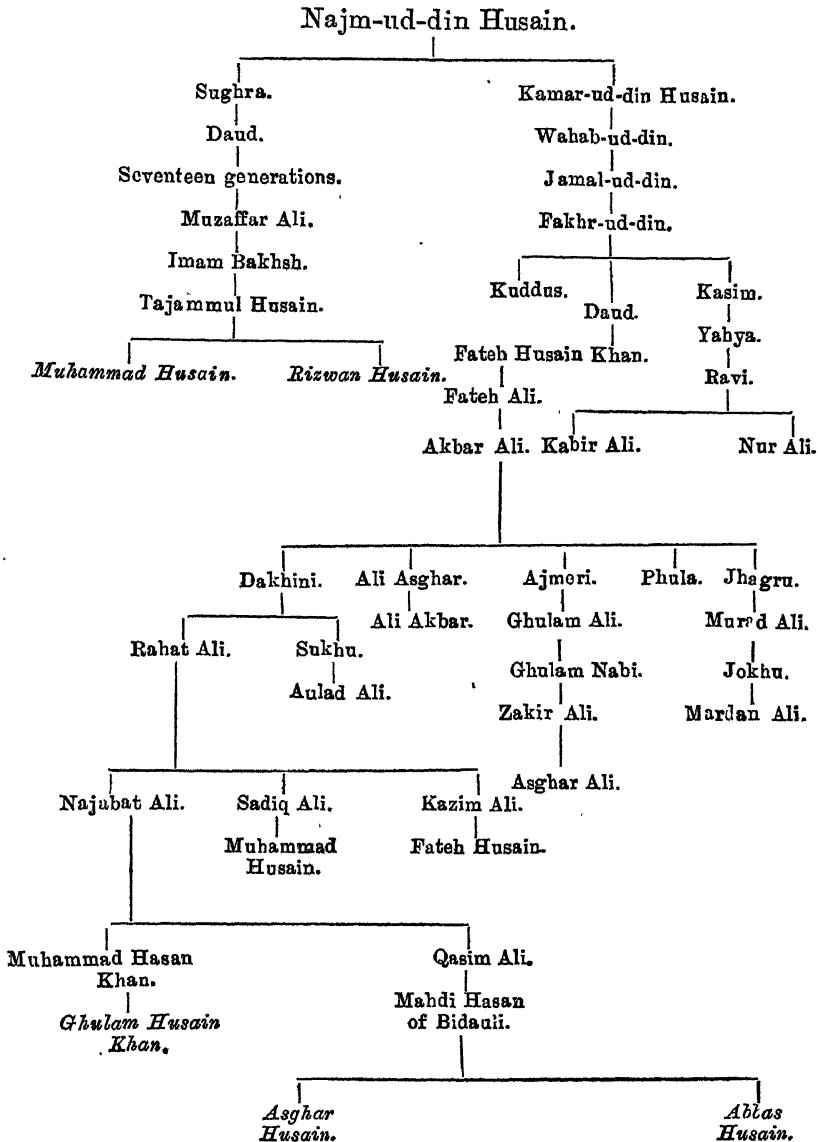 Najm-ud-din Husain.
Sughra.
Kamar-ud-din Husain.
Daud.
Wahab-ud-din.
Seventeen generations.
Jamal-ud-din.
Muzaffar Ali.
Fakhr-ud-din.
Imam Bakhsh.
Kuddus.
Kasim.
Tajammul Husain.
Daud.
Yahya.
Muhammad Husain.
Rizwan Husain.
Fateh Husain Khan.
Ravi.
Fateh Ali.
Akbar Ali.
Kabir Ali.
Nur Ali.
Dakhini.
Ali Asghar.
Ajmeri.
Phula.
Jhagru.
Ali Akbar.
Ghulam Ali.
Murad Ali.
Rahat Ali.
Sukhu.
Ghulam Nabi.
Jokhu.
Aulad Ali.
Zakir Ali.
Mardan Ali.
Asghar Ali.
Najabat Ali.
Sadiq Ali.
Kazim Ali.
Muhammad
Husain.
Fateh Husain.
Muhammad Hasan
Khan.
Qasim Ali.
Ghulam Husain
Khan.
Mahdi Hasan
of Bidauli.
Asghar
Husain.
Abbas
Husain.